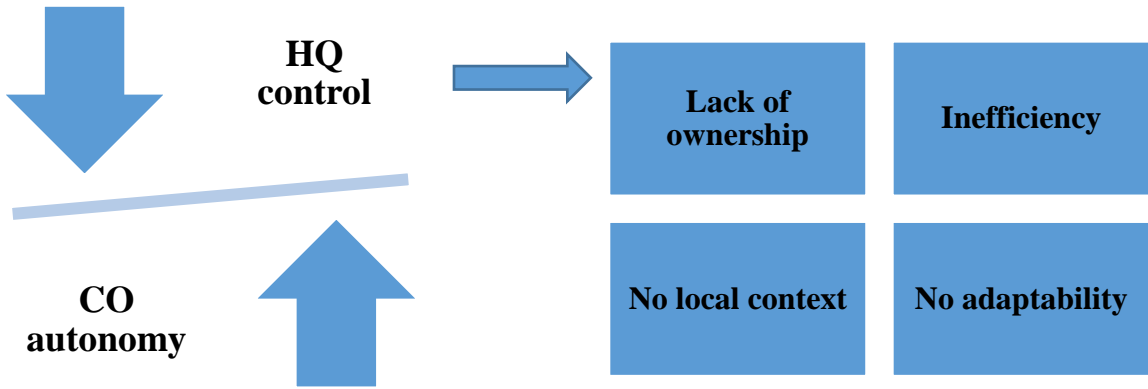 HQ
control
Lack of
ownership
Inefficiency
CO
autonomy
No local context
No adaptability